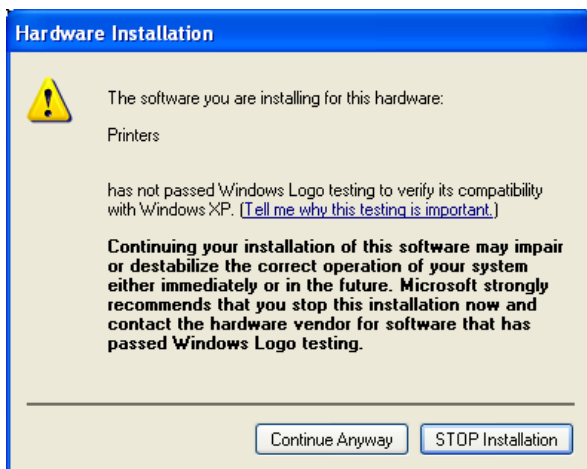 Hardware Installation
The software you are installing for this hardware:
Printers
has not passed Windows Logo testing to verify its compatibility
with Windows XP. (Tell me why this testing is important.)
Continuing your installation of this software may impair
or destabilize the correct operation of your system
either immediately or in the future. Microsoft strongly
recommends that you stop this installation now and
contact the hardware vendor for software that has
passed Windows Logo testing.
Continue Anyway STOP Installation